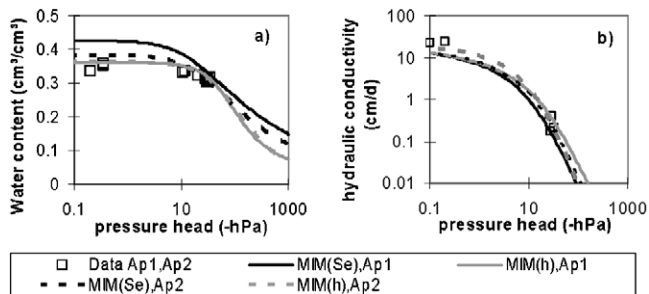 Water content (cm³/cm³)
0.5
0.4
0.3
0.2
0.1
0
a)
0.1
10
1000
pressure head (-hPa)
hydraulic conductivity
(cm/d)
100
10
1
0.1
0.01
b)
0.1
10
1000
pressure head (-hPa)
Data Ap1,Ap2
MIM(Se),Ap1
MIM(h),Ap1
MIM(Se),Ap2
MIM(h),Ap2